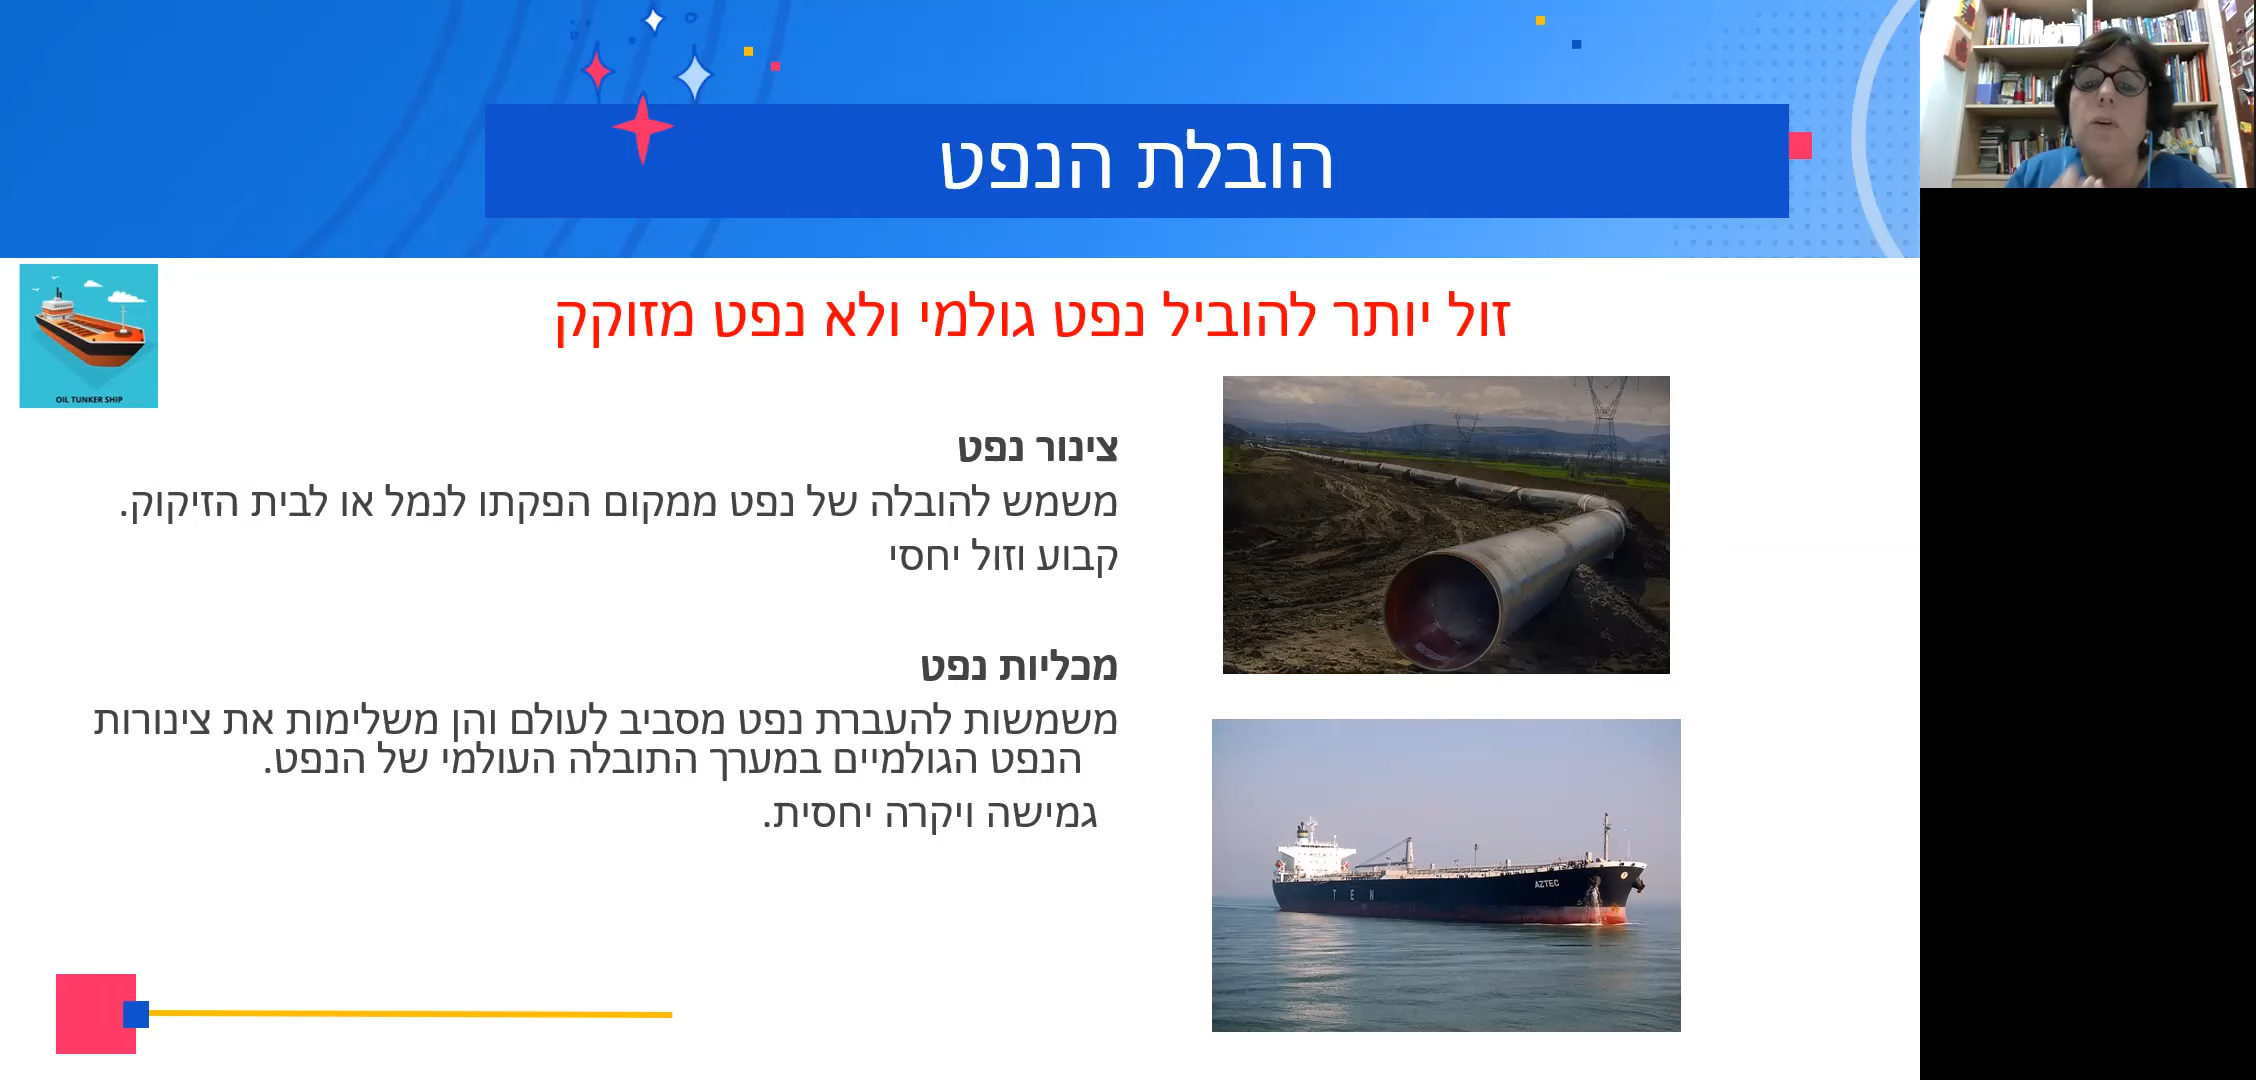 הובלת הנפט
זול יותר להוביל נפט גולמי ולא נפט מזוקק
OIL TUNKER SHIP
צינור נפט
משמש להובלה של נפט ממקום הפקתו לנמל או לבית הזיקוק.
קבוע וזול יחסי
מכליות נפט
משמשות להעברת נפט מסביב לעולם והן משלימות את צינורות
הנפט הגולמיים במערך התובלה העולמי של הנפט.
גמישה ויקרה יחסית.
AZTEC
T E N